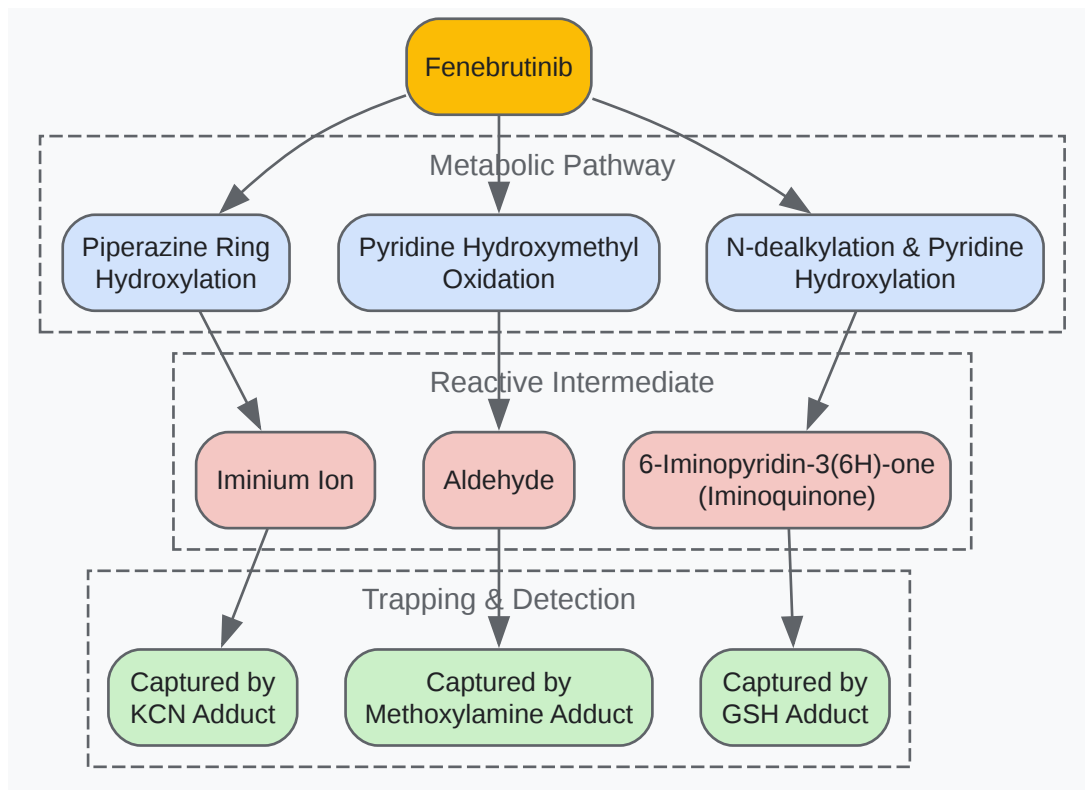 Fenebrutinib
Metabolic Pathway
Piperazine Ring
Hydroxylation
Pyridine Hydroxymethyl
Oxidation
N-dealkylation & Pyridine
Hydroxylation
Reactive Intermediate
Iminium Ion
Aldehyde
6-Iminopyridin-3(6H)-one
(Iminoquinone)
Trapping & Detection
Captured by
KCN Adduct
Captured by
Methoxylamine Adduct
Captured by
GSH Adduct